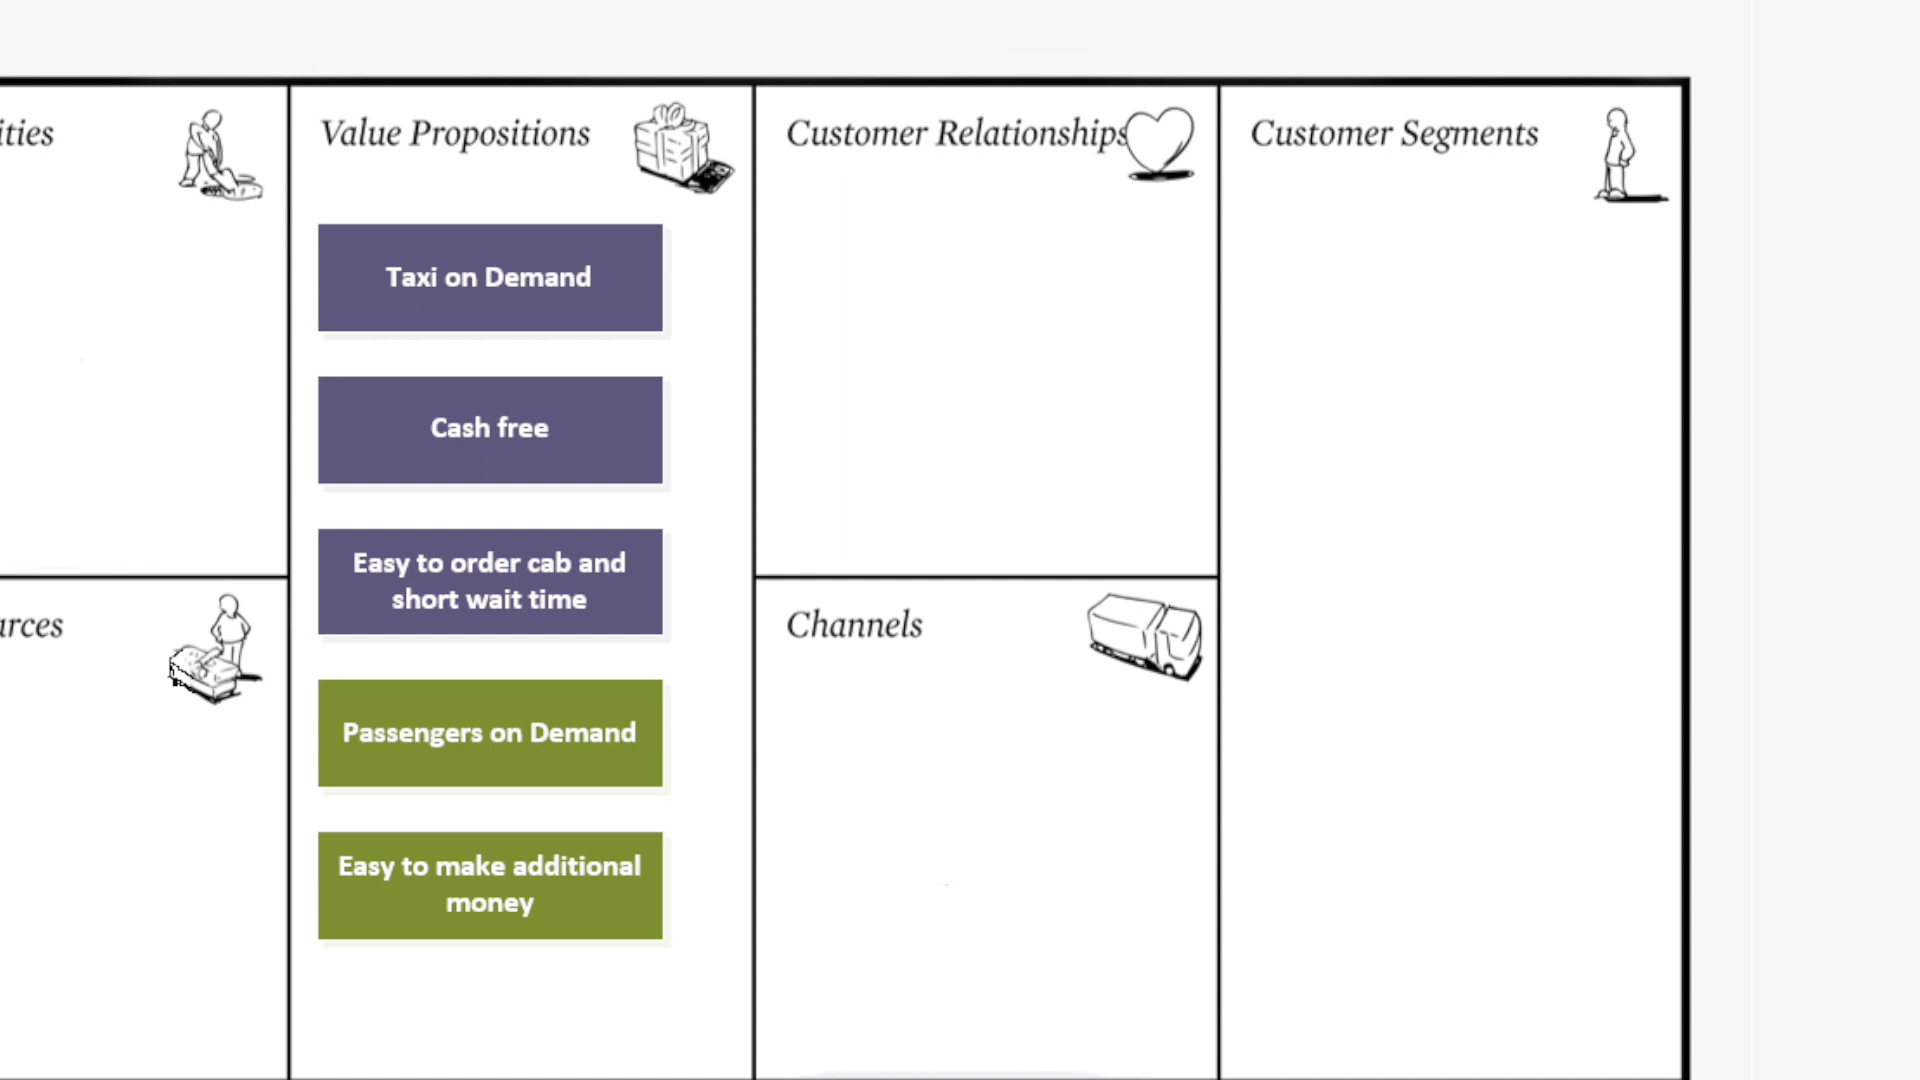 ities
Value Propositions
Customer Relationships
Customer Segments
Taxi on Demand
Cash free
Easy to order cab and
short wait time
urces
Channels
Passengers on Demand
Easy to make additional
money